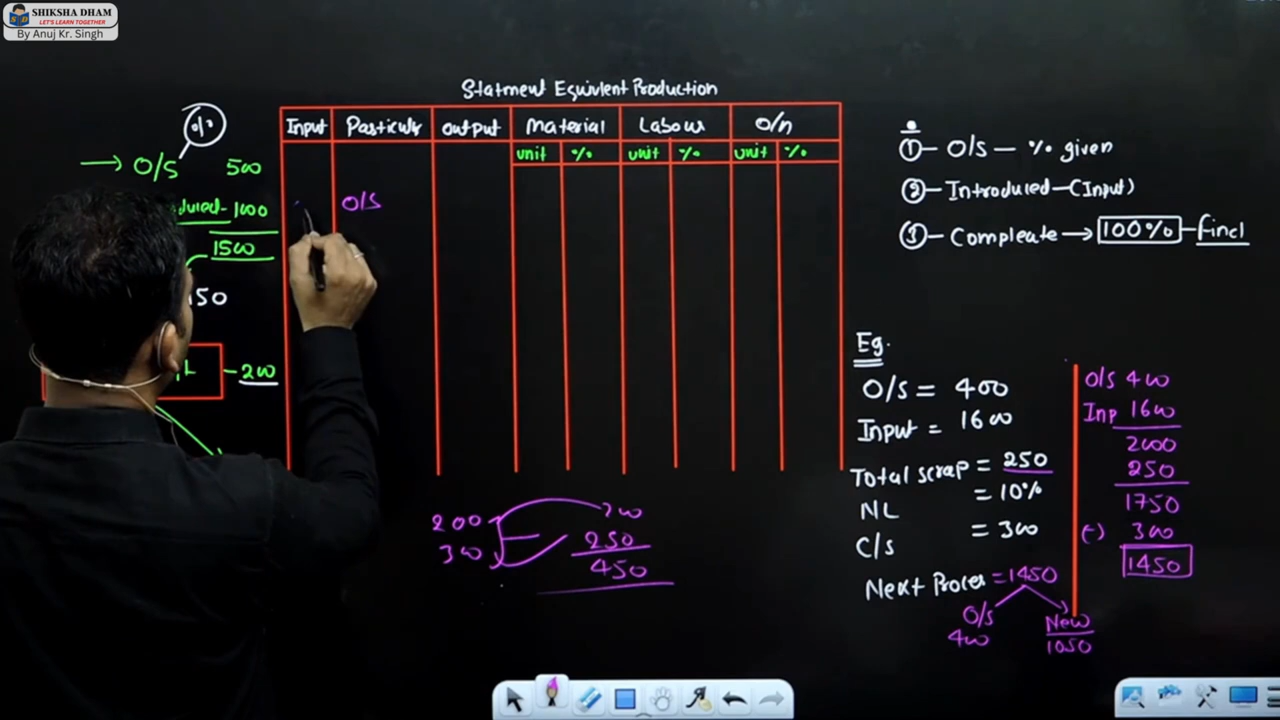 SHIKSHA DHAM
LET'S LEARN TOGETHER
By Anuj Kr. Singh
Statment Equivlent Production
Input Particulr output Material Labour O/n
unit % unit % unit %
O/S 500
1000
1500
150
200
O/S
① - O/S - % given
② - Introduced - (Input)
③ - Compleate → 100% - final
Eg.
O/S = 400
Input = 1600
Total scrap = 250
NL = 10%
C/s = 300
Next Proces = 1450
O/s New
400 1050
O/s 400
Inp 1600
2000
250
1750
(-) 300
1450
200
300
200
250
450